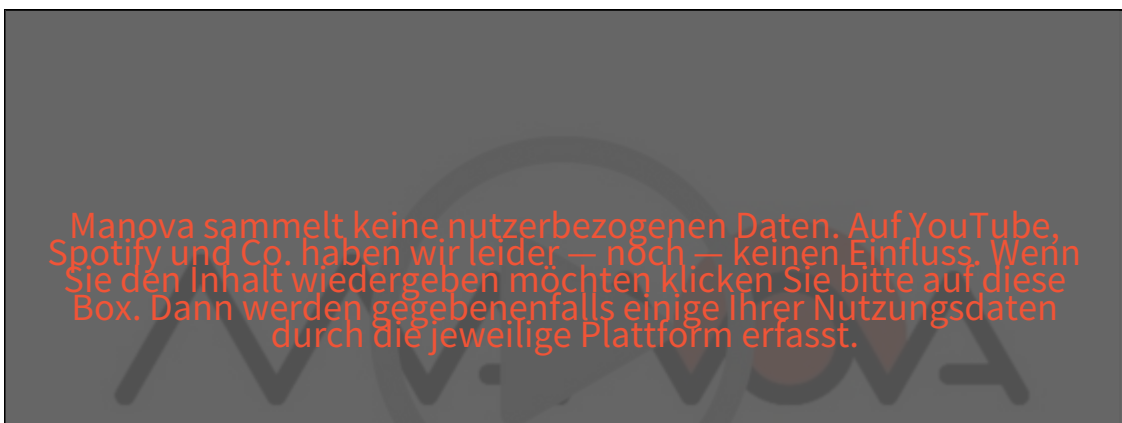 Manova sammelt keine nutzerbezogenen Daten. Auf YouTube,
Spotify und Co. haben wir leider — noch — keinen Einfluss. Wenn
Sie den Inhalt wiedergeben möchten klicken Sie bitte auf diese
Box. Dann werden gegebenenfalls einige Ihrer Nutzungsdaten
durch die jeweilige Plattform erfasst.
MANOVA